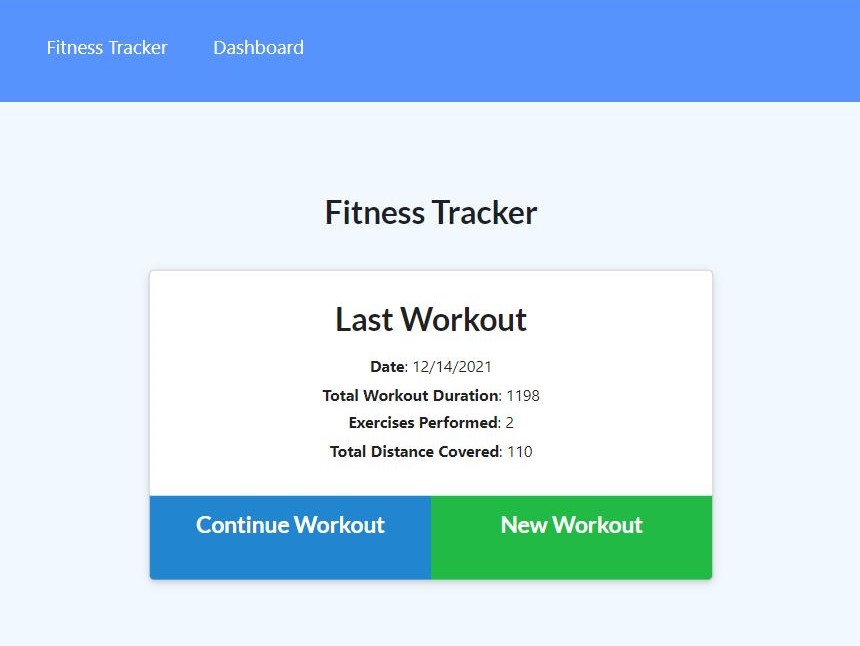 Fitness Tracker Dashboard
Fitness Tracker
Last Workout
Date: 12/14/2021
Total Workout Duration: 1198
Exercises Performed: 2
Total Distance Covered: 110
Continue Workout New Workout